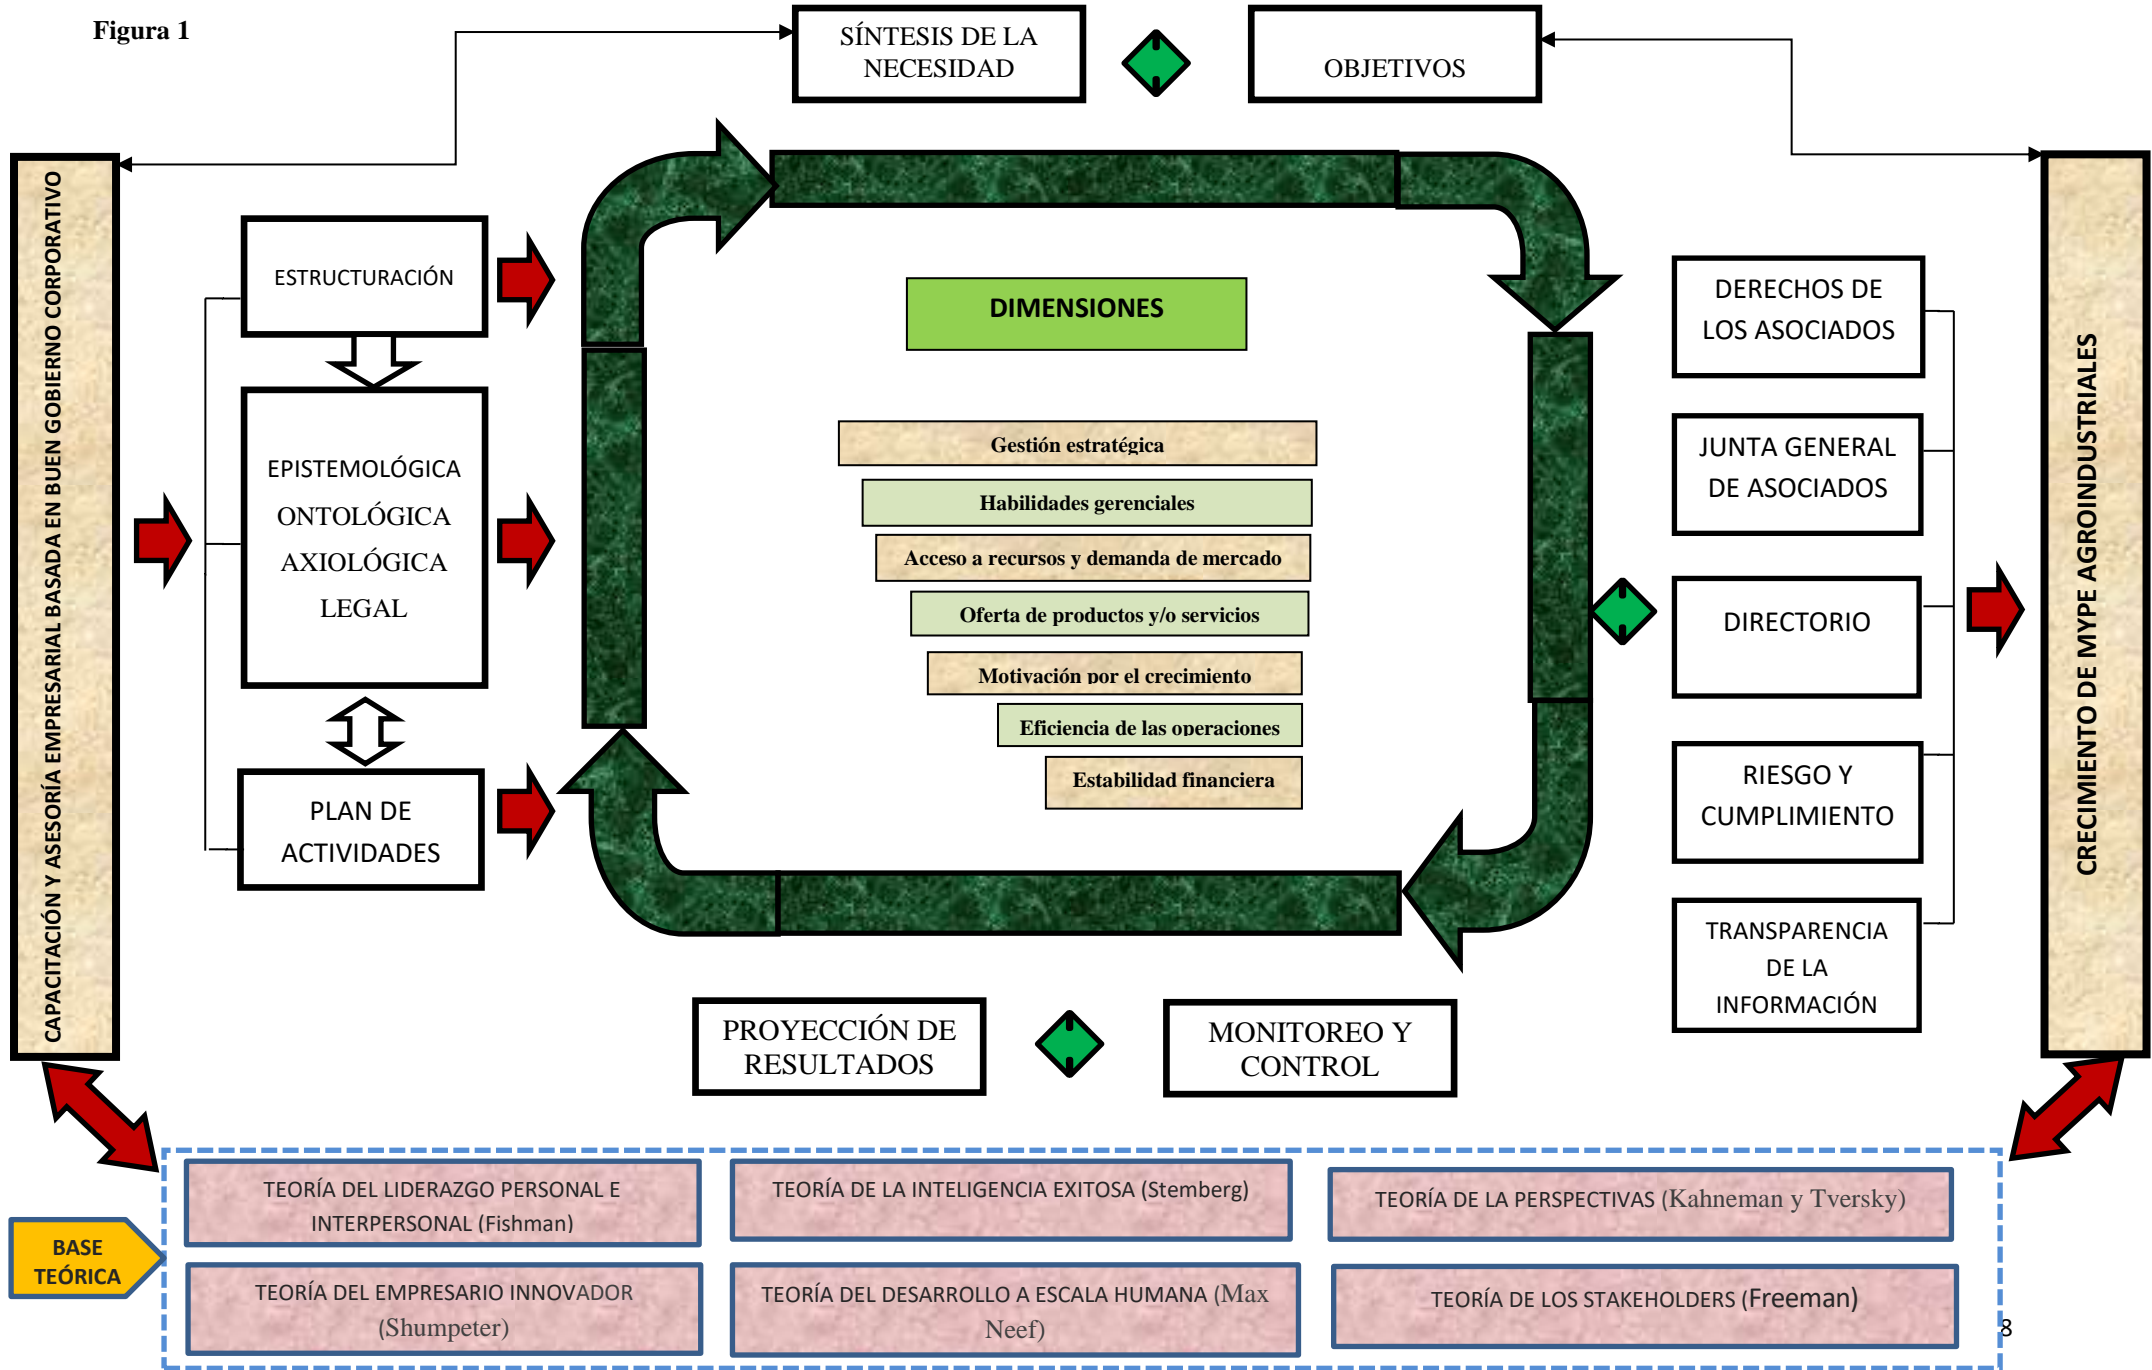 Figura 1
SÍNTESIS DE LA
NECESIDAD
OBJETIVOS
CAPACITACIÓN Y ASESORÍA EMPRESARIAL BASADA EN BUEN GOBIERNO CORPORATIVO
ESTRUCTURACIÓN
EPISTEMOLÓGICA
ONTOLÓGICA
AXIOLÓGICA
LEGAL
PLAN DE
ACTIVIDADES
DIMENSIONES
Gestión estratégica
Habilidades gerenciales
Acceso a recursos y demanda de mercado
Oferta de productos y/o servicios
Motivación por el crecimiento
Eficiencia de las operaciones
Estabilidad financiera
DERECHOS DE
LOS ASOCIADOS
JUNTA GENERAL
DE ASOCIADOS
DIRECTORIO
RIESGO Y
CUMPLIMIENTO
TRANSPARENCIA
DE LA
INFORMACIÓN
CRECIMIENTO DE MYPE AGROINDUSTRIALES
PROYECCIÓN DE
RESULTADOS
MONITOREO Y
CONTROL
BASE
TEÓRICA
TEORÍA DEL LIDERAZGO PERSONAL E
INTERPERSONAL (Fishman)
TEORÍA DE LA INTELIGENCIA EXITOSA (Stemberg)
TEORÍA DE LA PERSPECTIVAS (Kahneman y Tversky)
TEORÍA DEL EMPRESARIO INNOVADOR
(Shumpeter)
TEORÍA DEL DESARROLLO A ESCALA HUMANA (Max
Neef)
TEORÍA DE LOS STAKEHOLDERS (Freeman)
8